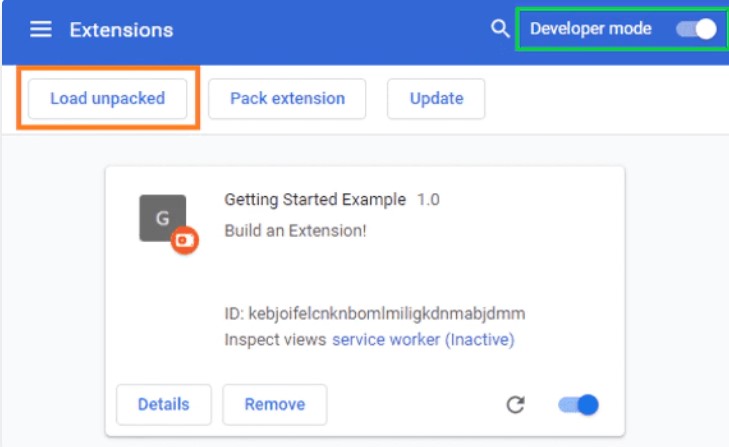 Extensions
Developer mode
Load unpacked
Pack extension
Update
G
Getting Started Example 1.0
Build an Extension!
ID: kebjoifelcnknbomlmiligkdnmabjdmm
Inspect views service worker (Inactive)
Details
Remove